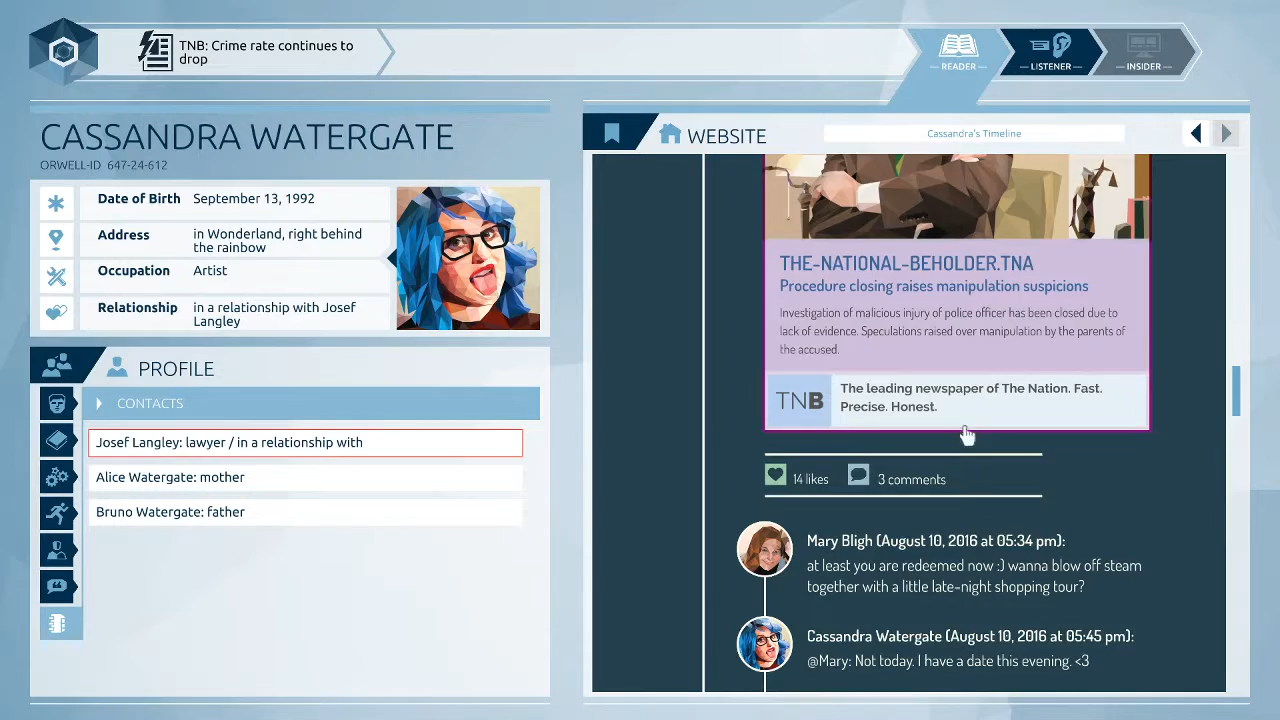 TNB: Crime rate continues to
drop
— READER —
— LISTENER —
— INSIDER —
CASSANDRA WATERGATE
ORWELL-ID 647-24-612
Date of Birth September 13, 1992
Address in Wonderland, right behind
the rainbow
Occupation Artist
Relationship in a relationship with Josef
Langley
PROFILE
CONTACTS
Josef Langley: lawyer / in a relationship with
Alice Watergate: mother
Bruno Watergate: father
WEBSITE
Cassandra's Timeline
THE-NATIONAL-BEHOLDER.TNA
Procedure closing raises manipulation suspicions
Investigation of malicious injury of police officer has been closed due to
lack of evidence. Speculations raised over manipulation by the parents of
the accused.
TNB
The leading newspaper of The Nation. Fast.
Precise. Honest.
14 likes
3 comments
Mary Bligh (August 10, 2016 at 05:34 pm):
at least you are redeemed now :) wanna blow off steam
together with a little late-night shopping tour?
Cassandra Watergate (August 10, 2016 at 05:45 pm):
@Mary: Not today. I have a date this evening. <3